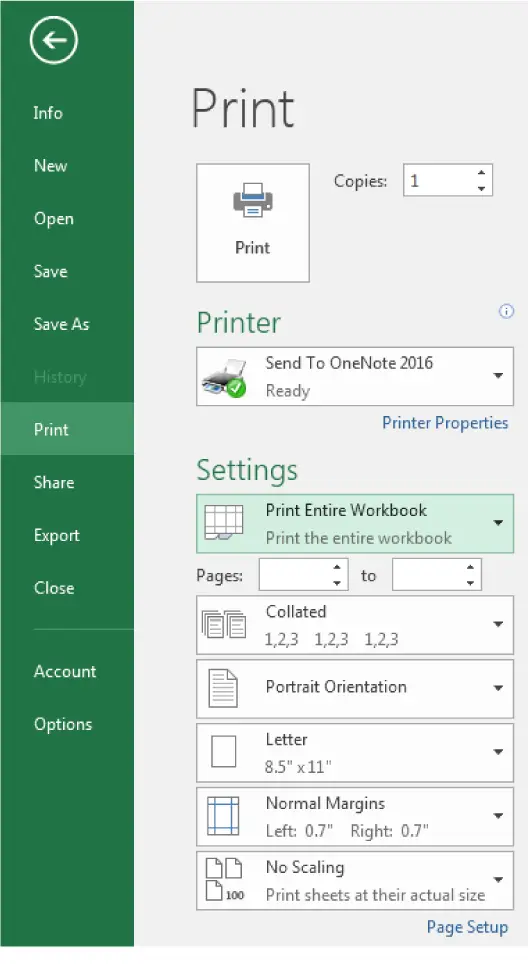 Info
New
Open
Save
Save As
History
Print
Share
Export
Close
Account
Options
Print
Print
Copies: 1
Printer
Send To OneNote 2016
Ready
Printer Properties
Settings
Print Entire Workbook
Print the entire workbook
Pages: to
Collated
1,2,3 1,2,3 1,2,3
Portrait Orientation
Letter
8.5" x 11"
Normal Margins
Left: 0.7" Right: 0.7"
No Scaling
100 Print sheets at their actual size
Page Setup